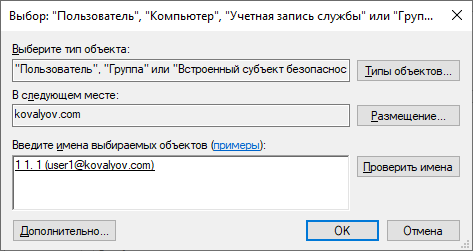 Выбор: "Пользователь", "Компьютер", "Учетная запись службы" или "Групп...
Выберите тип объекта:
"Пользователь", "Группа" или "Встроенный субъект безопаснос
Типы объектов...
В следующем месте:
kovalyov.com
Размещение...
Введите имена выбираемых объектов (примеры):
1 1. 1 (user1@kovalyov.com)
Проверить имена
Дополнительно...
OK
Отмена